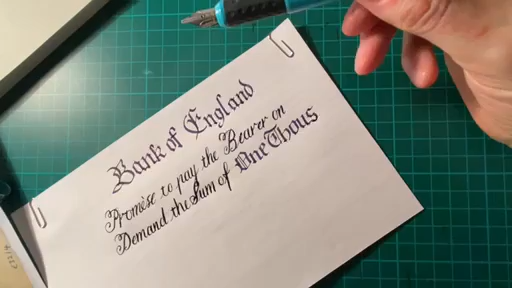 Bank of England
Promise to pay the Bearer on
Demand the Sum of One Thous